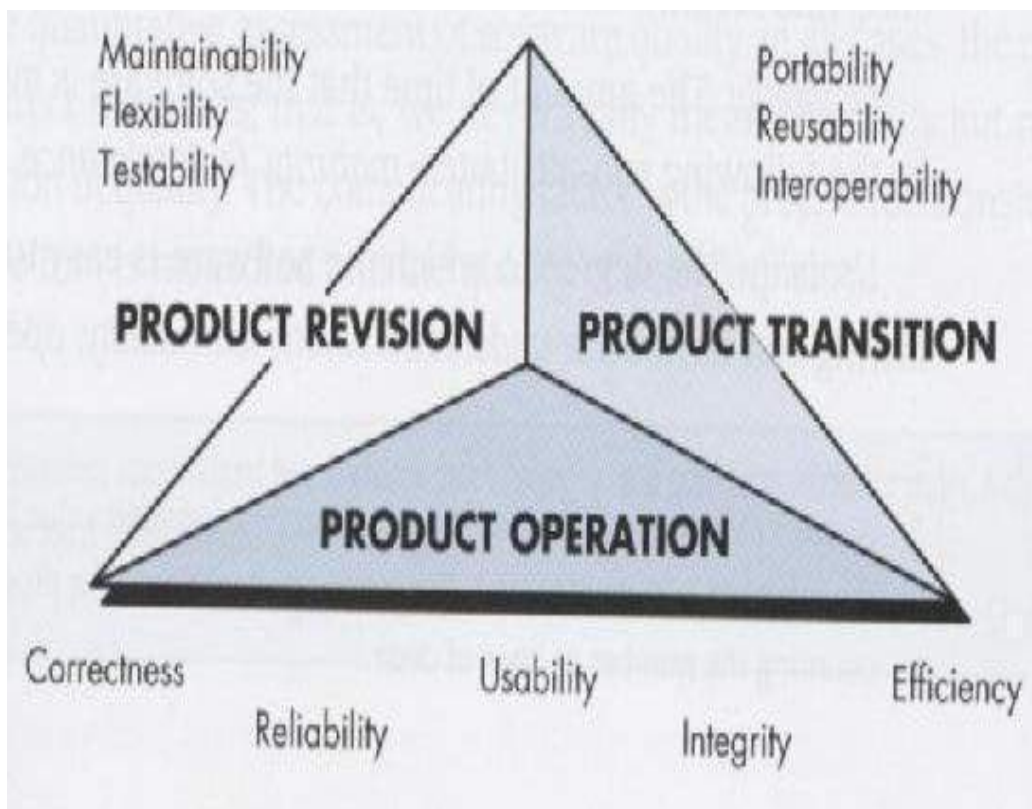 Maintainability
Flexibility
Testability
Portability
Reusability
Interoperability
PRODUCT REVISION
PRODUCT TRANSITION
PRODUCT OPERATION
Correctness
Reliability
Usability
Integrity
Efficiency